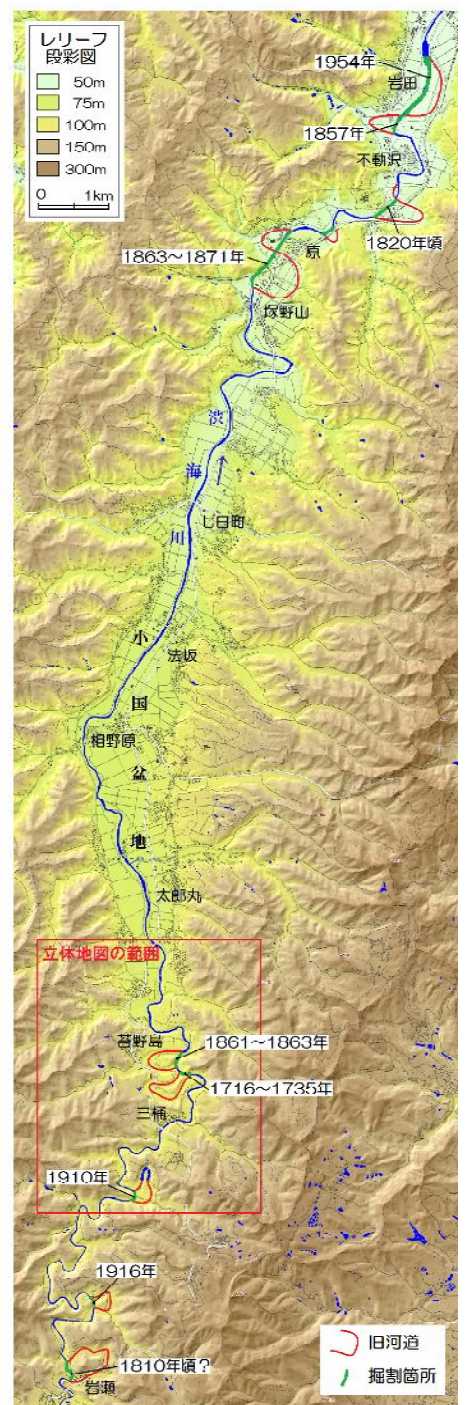 レリーフ
段彩図
50m
75m
100m
150m
300m
0 1km
1954年
岩田
1857年
不動沢
1820年頃
1863~1871年
原
塚野山
渋
海
川
七日町
小
国
盆
地
法坂
相野原
太郎丸
立体地図の範囲
苔野島
1861~1863年
1716~1735年
三桶
1910年
1916年
1810年頃?
岩瀬
旧河道
掘割箇所